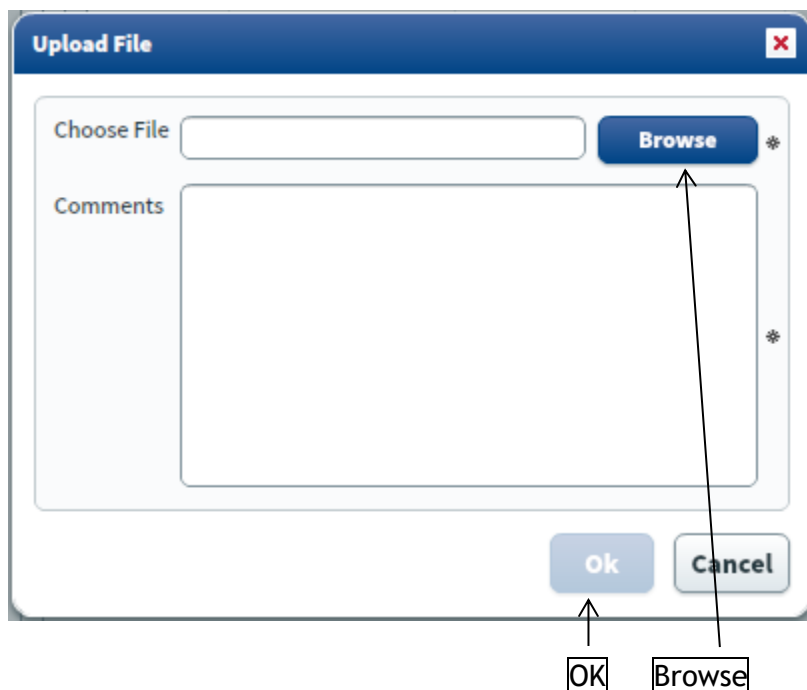 Upload File
Choose File
Browse *
Comments
*
Ok
Cancel
OK
Browse